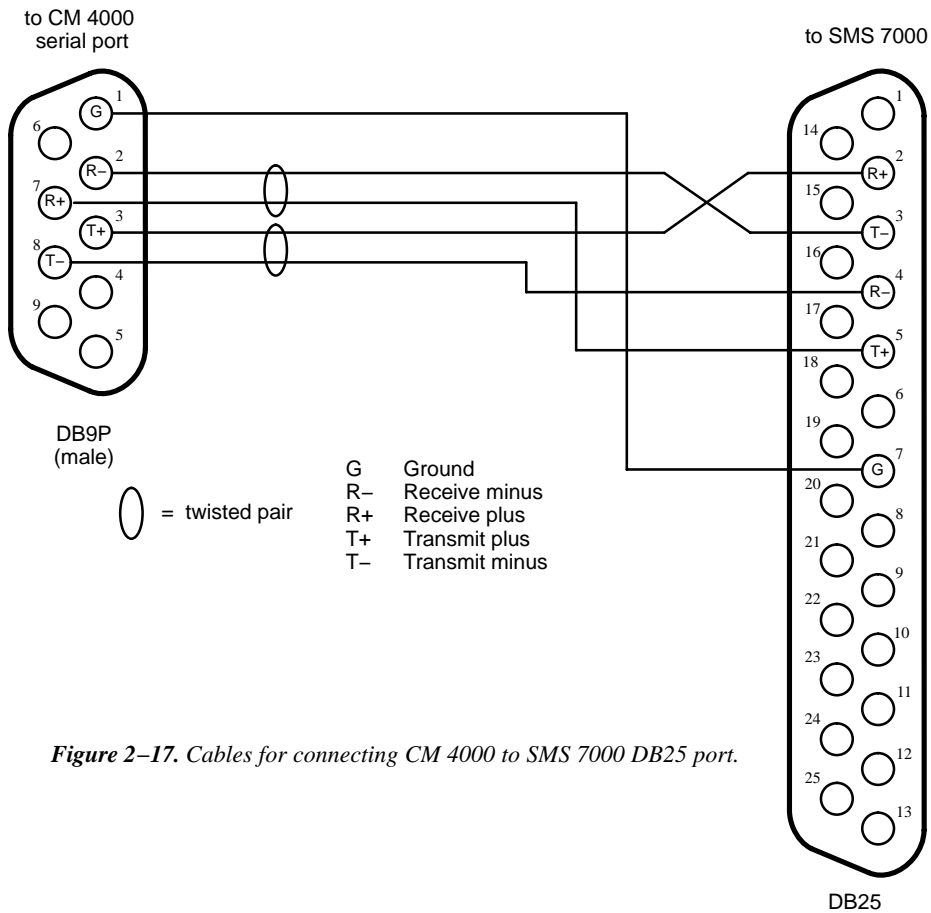 to CM 4000
serial port
to SMS 7000
1
G
6
2
R−
7
R+
3
T+
8
T−
4
9
5
DB9P
(male)
1
14
2
R+
15
3
T−
16
4
R−
17
5
T+
18
6
19
7
G
20
8
21
9
22
10
23
11
24
12
25
13
DB25
= twisted pair
G Ground
R− Receive minus
R+ Receive plus
T+ Transmit plus
T− Transmit minus
Figure 2−17. Cables for connecting CM 4000 to SMS 7000 DB25 port.